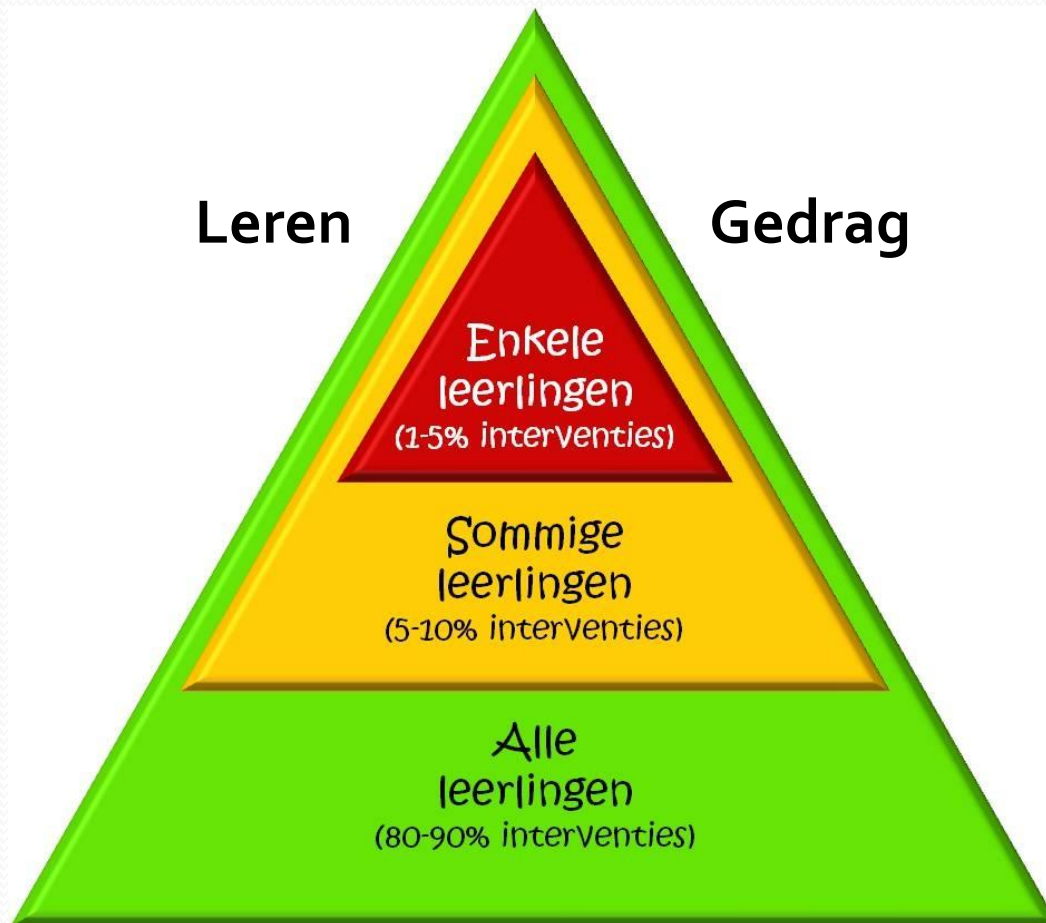 Leren
Gedrag
Enkele
leerlingen
(1-5% interventies)
Sommige
leerlingen
(5-10% interventies)
Alle
leerlingen
(80-90% interventies)